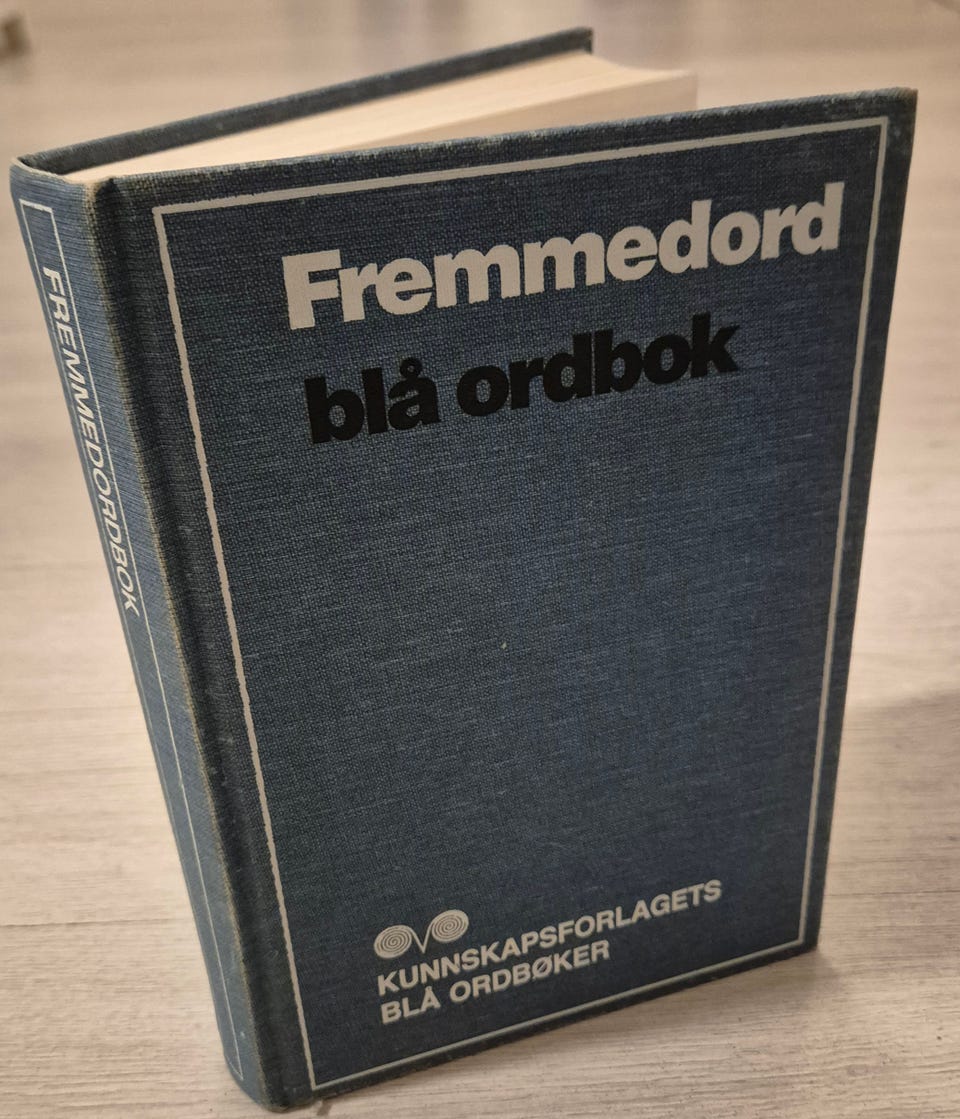 FREMMEDORDBOK
Fremmedord
blå ordbok
KUNNSKAPSFORLAGETS
BLÅ ORDBØKER